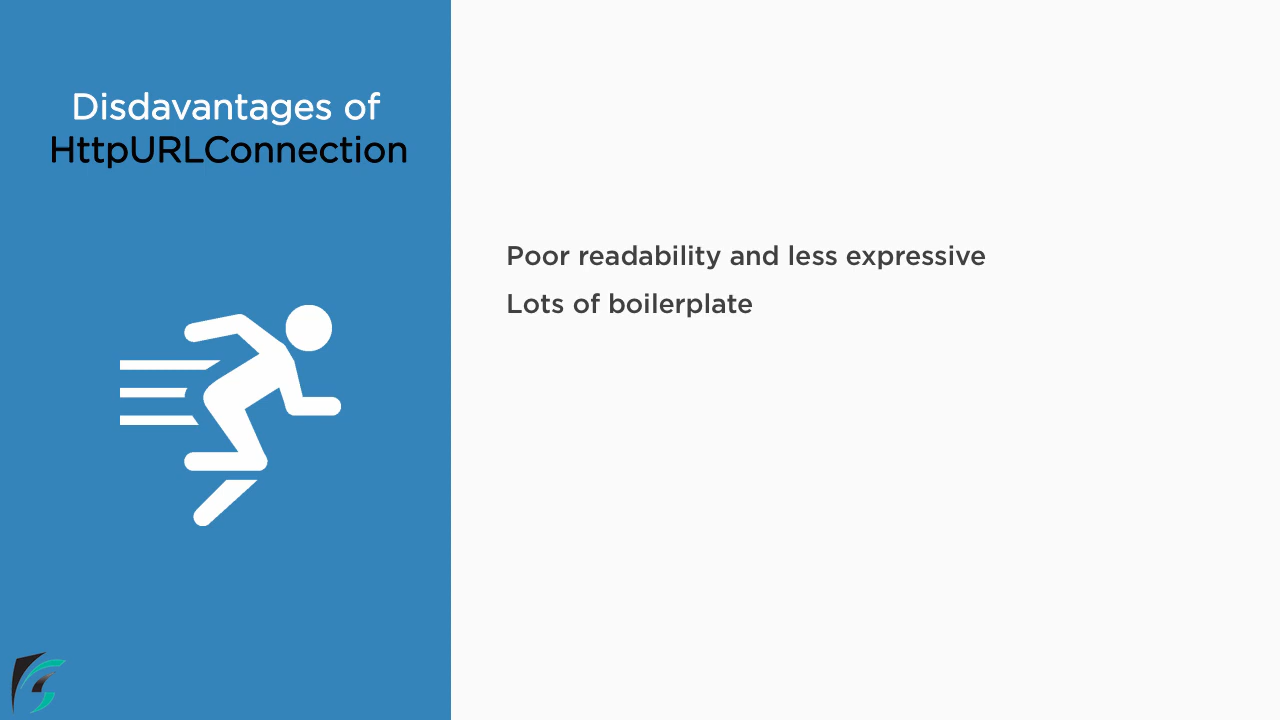 Disdavantages of
HttpURLConnection
Poor readability and less expressive
Lots of boilerplate